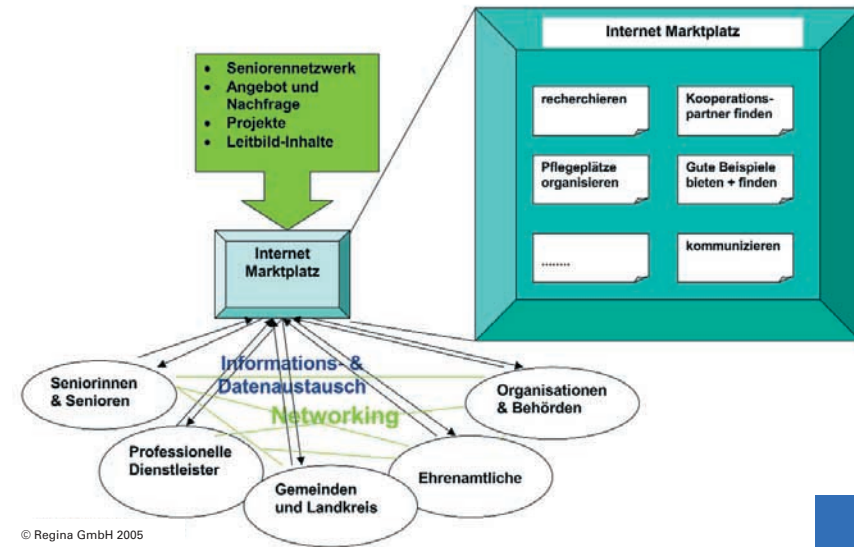 Internet Marktplatz
• Seniorennetzwerk
• Angebot und
Nachfrage
• Projekte
• Leitbild-Inhalte
recherchieren
Kooperations-
partner finden
Pflegeplätze
organisieren
Gute Beispiele
bieten + finden
........
kommunizieren
Internet
Marktplatz
Informations- &
Datenaustausch
Networking
Seniorinnen
& Senioren
Organisationen
& Behörden
Professionelle
Dienstleister
Gemeinden
und Landkreis
Ehrenamtliche
© Regina GmbH 2005